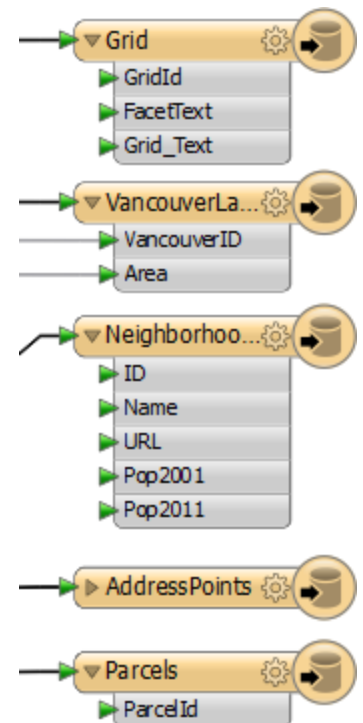 Grid
GridId
FacetText
Grid_Text
VancouverLa...
VancouverID
Area
Neighborhoo...
ID
Name
URL
Pop2001
Pop2011
AddressPoints
Parcels
ParcelId